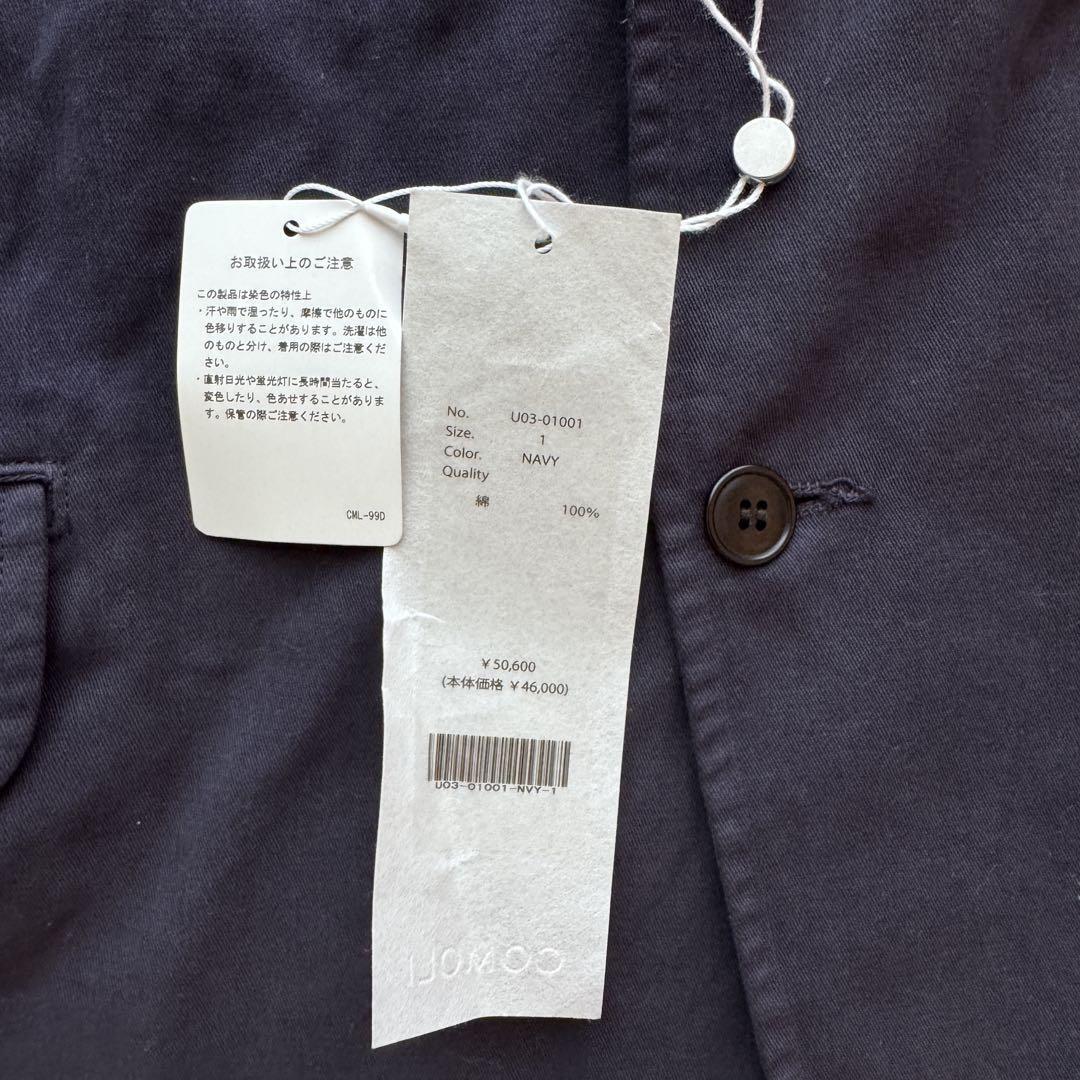 お取扱い上のご注意
この製品は染色の特性上
・汗や雨で湿ったり、摩擦で他のものに
色移りすることがあります。洗濯は他
のものと分け、着用の際はご注意くだ
さい。
・直射日光や蛍光灯に長時間当たると、
変色したり、色あせすることがありま
す。保管の際ご注意ください。
CML-99D
No. U03-01001
Size. 1
Color. NAVY
Quality
綿 100%
￥50,600
(本体価格 ￥46,000)
U03-01001-NVY-1
COMOLI